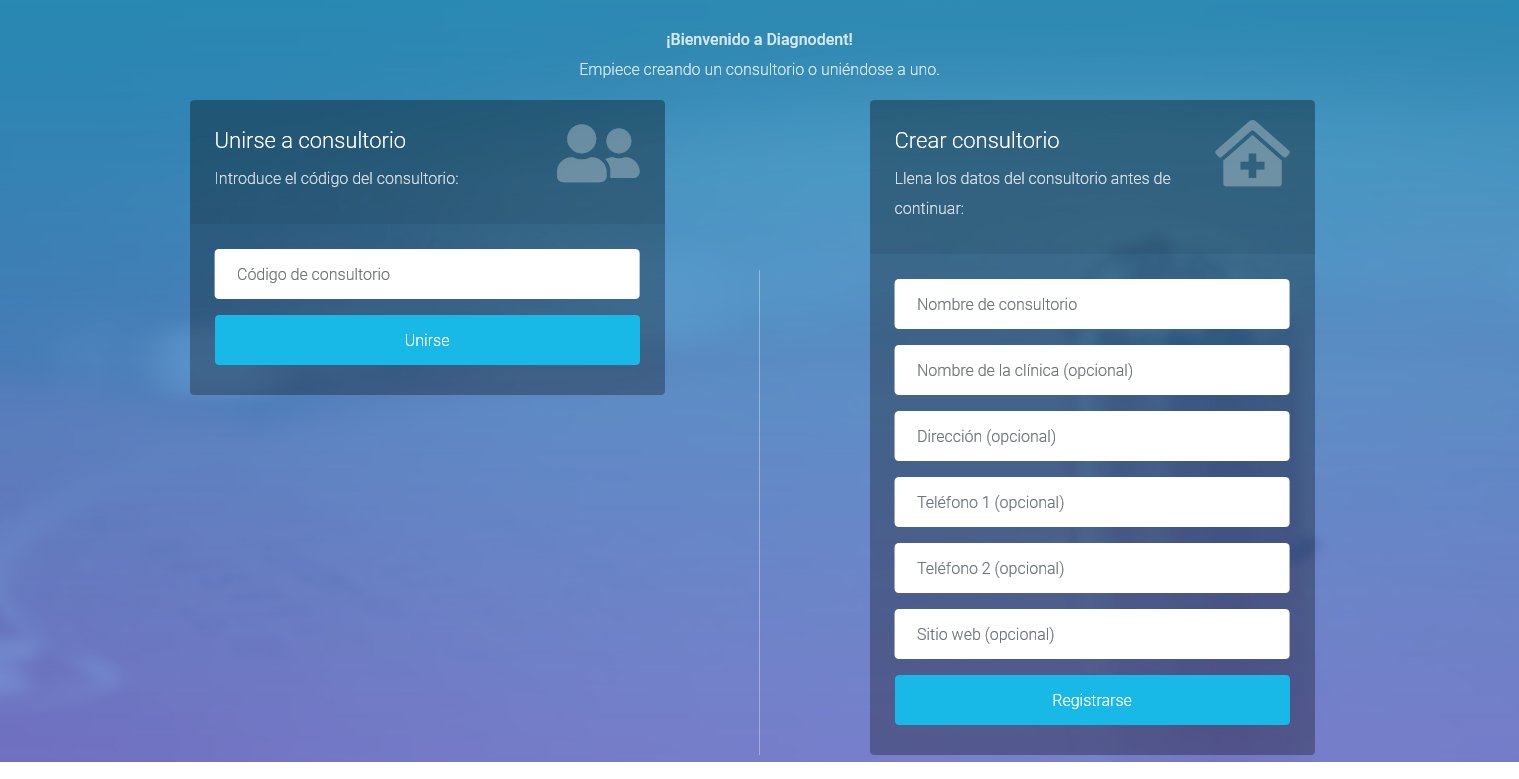 ¡Bienvenido a Diagnodent!
Empiece creando un consultorio o uniéndose a uno.
Unirse a consultorio
Introduce el código del consultorio:
Código de consultorio
Unirse
Crear consultorio
Llena los datos del consultorio antes de
continuar:
Nombre de consultorio
Nombre de la clínica (opcional)
Dirección (opcional)
Teléfono 1 (opcional)
Teléfono 2 (opcional)
Sitio web (opcional)
Registrarse